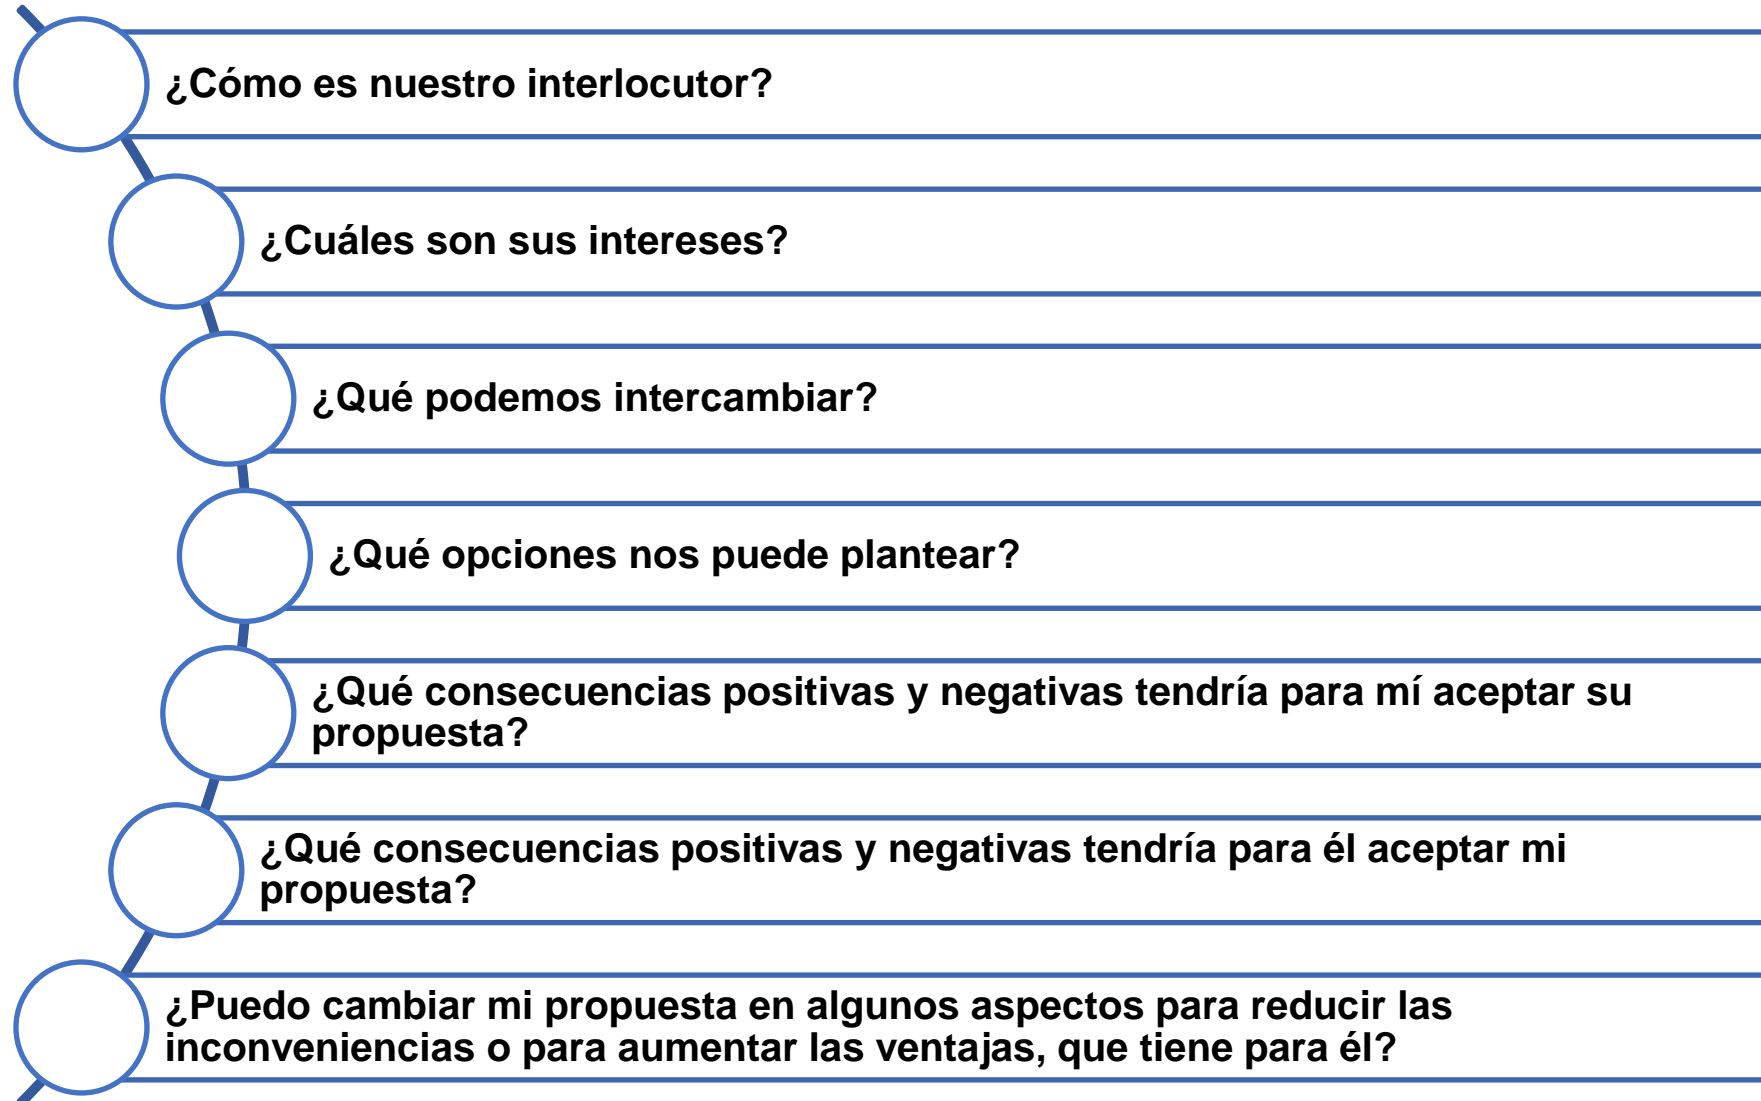 ¿Cómo es nuestro interlocutor?
¿Cuáles son sus intereses?
¿Qué podemos intercambiar?
¿Qué opciones nos puede plantear?
¿Qué consecuencias positivas y negativas tendría para mí aceptar su
propuesta?
¿Qué consecuencias positivas y negativas tendría para él aceptar mi
propuesta?
¿Puedo cambiar mi propuesta en algunos aspectos para reducir las
inconveniencias o para aumentar las ventajas, que tiene para él?